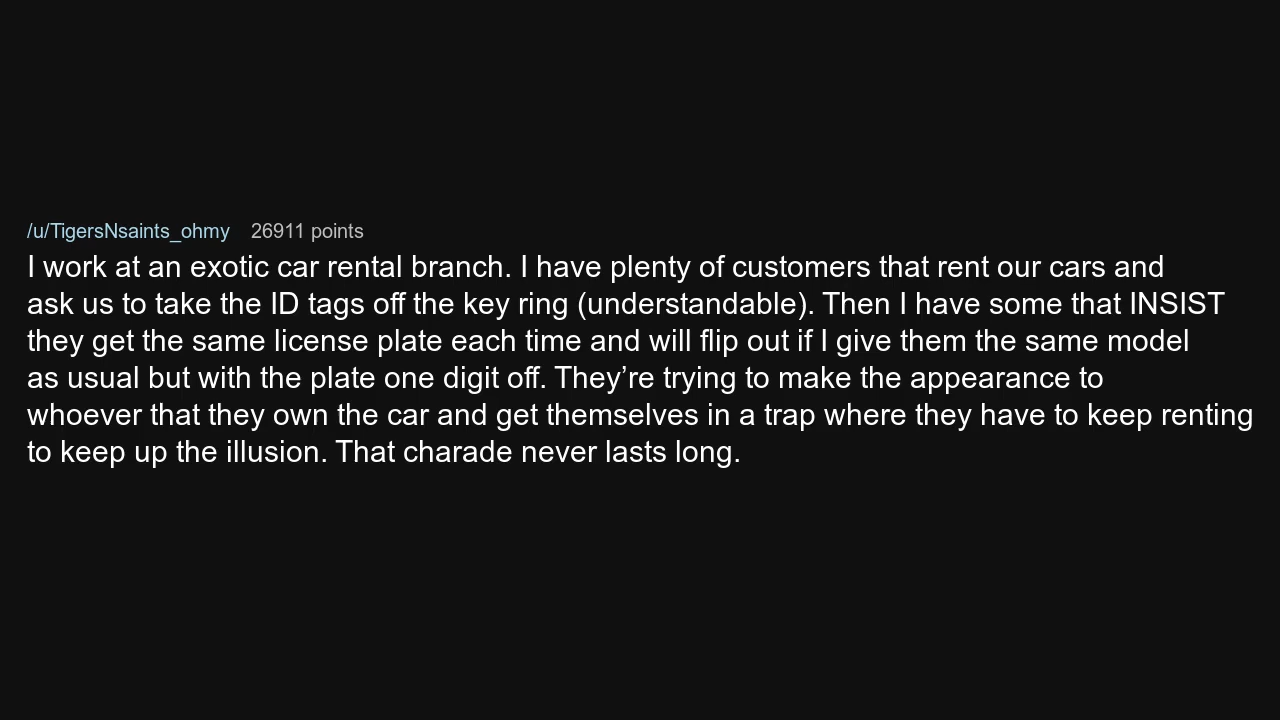 /u/TigersNsaints_ohmy 26911 points
I work at an exotic car rental branch. I have plenty of customers that rent our cars and
ask us to take the ID tags off the key ring (understandable). Then I have some that INSIST
they get the same license plate each time and will flip out if I give them the same model
as usual but with the plate one digit off. They’re trying to make the appearance to
whoever that they own the car and get themselves in a trap where they have to keep renting
to keep up the illusion. That charade never lasts long.